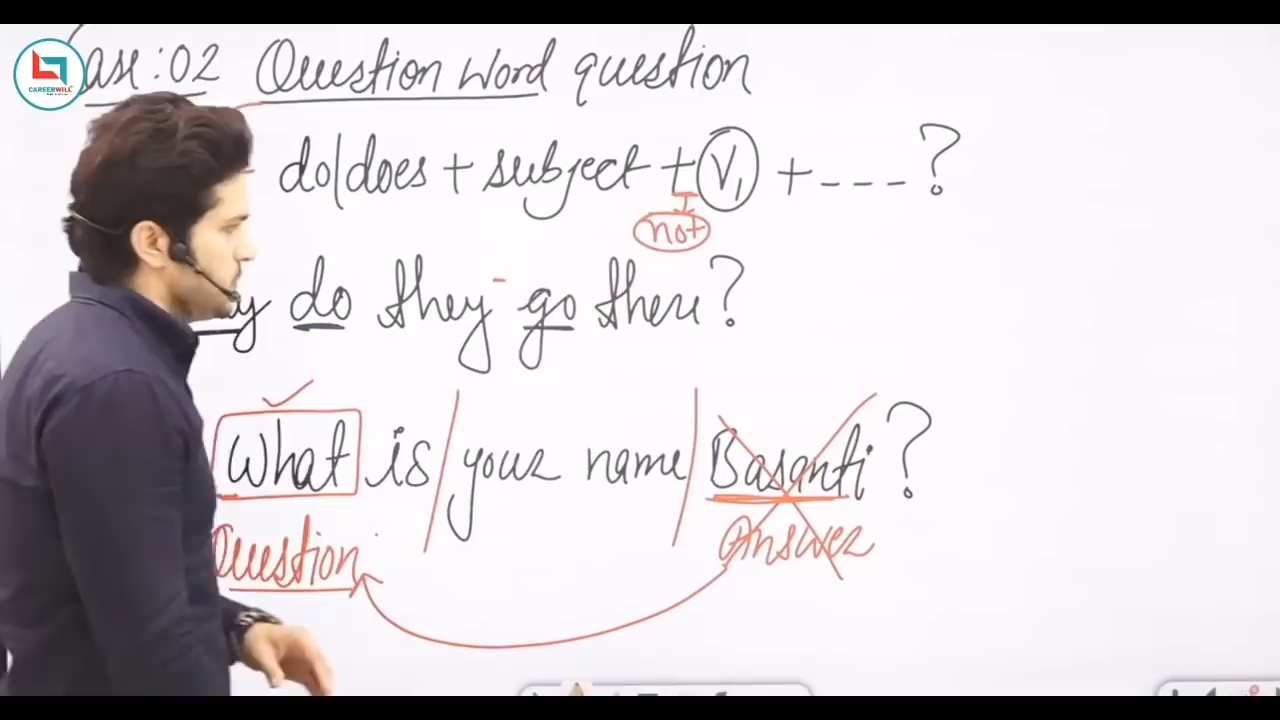 CAREERWILL
ase:02 Question Word question
do/does + subject + V₁ + --- ?
not
y do they go there?
What is / your name / Basanti ?
Question Answer